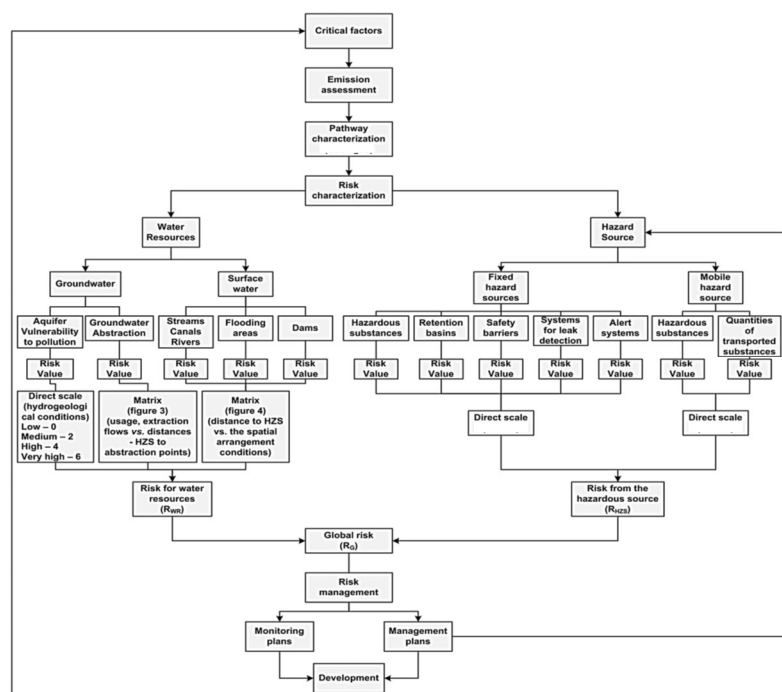 Critical factors
Emission
assessment
Pathway
characterization
Risk
characterization
Water
Resources
Hazard
Source
Groundwater
Surface
water
Fixed
hazard
sources
Mobile
hazard
source
Aquifer
Vulnerability
to pollution
Groundwater
Abstraction
Streams
Canals
Rivers
Flooding
areas
Dams
Hazardous
substances
Retention
basins
Safety
barriers
Systems
for leak
detection
Alert
systems
Hazardous
substances
Quantities
of transported
substances
Risk
Value
Risk
Value
Risk
Value
Risk
Value
Risk
Value
Risk
Value
Risk
Value
Risk
Value
Risk
Value
Risk
Value
Risk
Value
Risk
Value
Direct scale
(hydrogeologi
cal conditions)
Low – 0
Medium – 2
High – 4
Very high – 6
Matrix
(figure 3)
(usage, extraction
flows vs. distances
- HZS to
abstraction points)
Matrix
(figure 4)
(distance to HZS
vs. the spatial
arrangement
conditions)
Direct scale
Direct scale
Risk for water
resources
(RWR)
Risk from the
hazardous source
(RHZS)
Global risk
(RG)
Risk
management
Monitoring
plans
Management
plans
Development